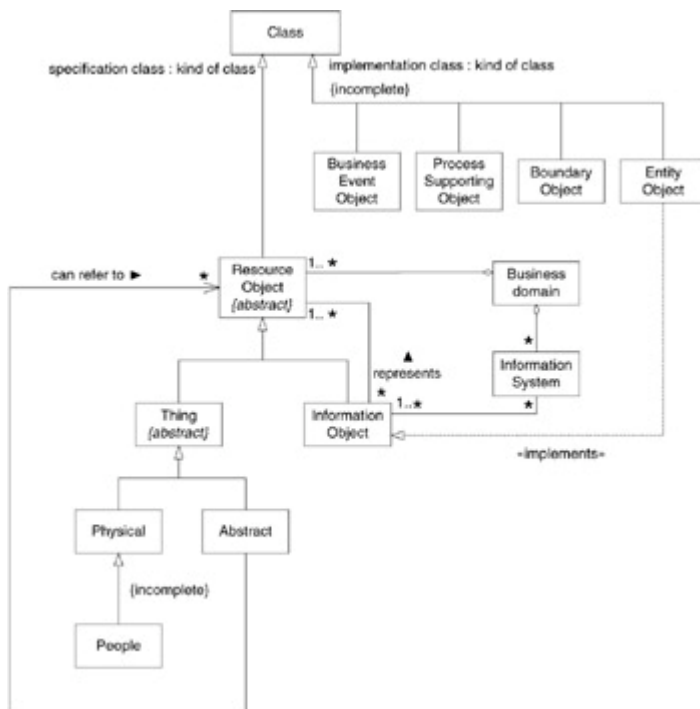 Class
specification class : kind of class
implementation class : kind of class
{incomplete}
Business
Event
Object
Process
Supporting
Object
Boundary
Object
Entity
Object
can refer to ►
*
Resource
Object
{abstract}
1.. *
1.. *
Business
domain
*
▲
represents
*
1..*
Information
System
*
Thing
{abstract}
Information
Object
«implements»
Physical
Abstract
{incomplete}
People